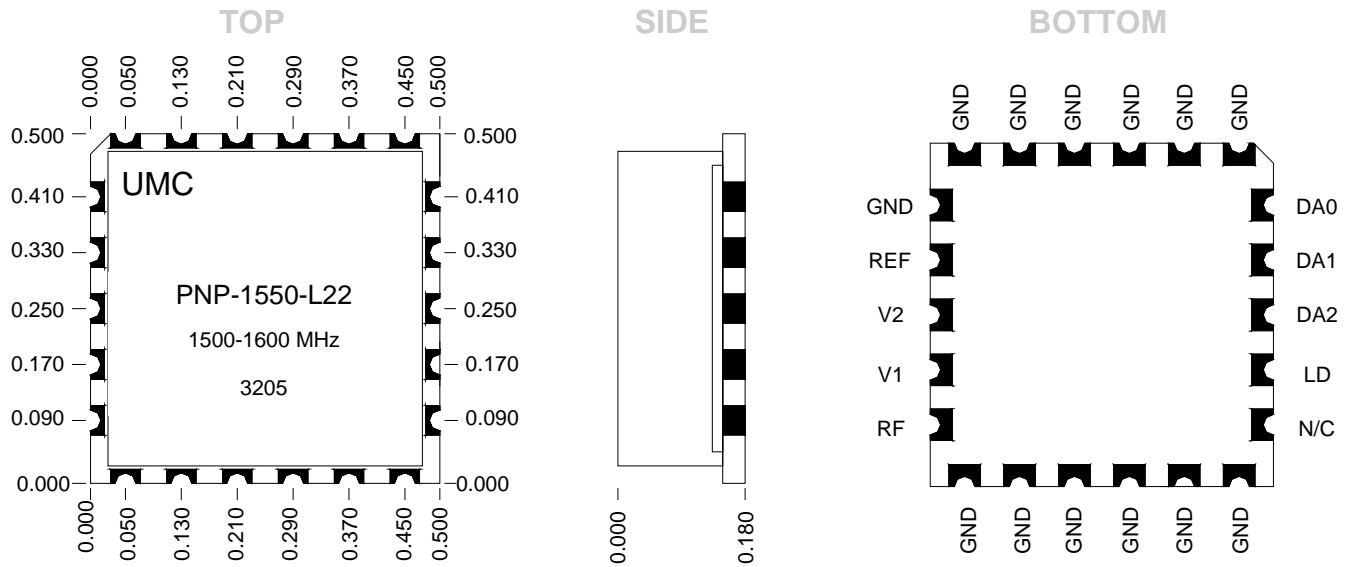 TOP
SIDE
BOTTOM
0.000
0.050
0.130
0.210
0.290
0.370
0.450
0.500
0.500
0.410
0.330
0.250
0.170
0.090
0.000
UMC
PNP-1550-L22
1500-1600 MHz
3205
0.500
0.410
0.330
0.250
0.170
0.090
0.000
0.000
0.050
0.130
0.210
0.290
0.370
0.450
0.500
0.000
0.180
GND
GND
GND
GND
GND
GND
GND
REF
V2
V1
RF
DA0
DA1
DA2
LD
N/C
GND
GND
GND
GND
GND
GND